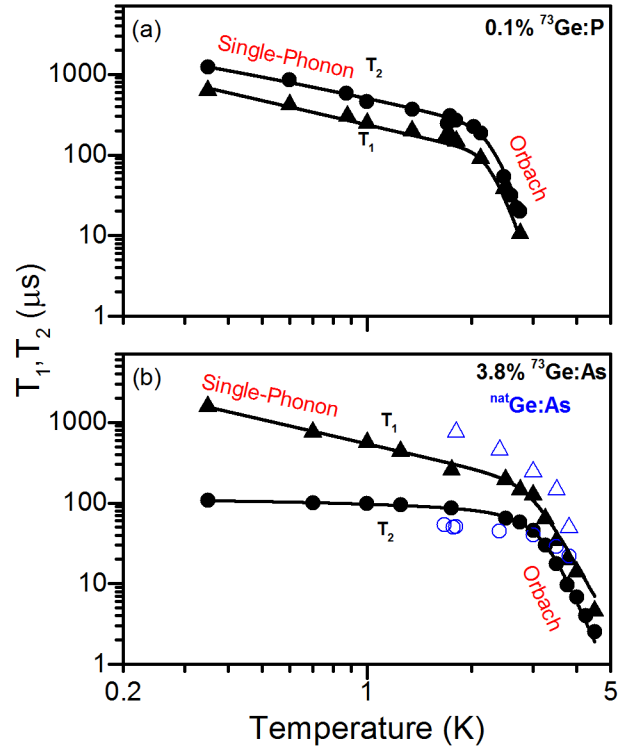 (a)
0.1% ⁷³Ge:P
Single-Phonon
T₂
T₁
Orbach
1000
100
10
1
T₁, T₂ (μs)
(b)
3.8% ⁷³Ge:As
ⁿᵃᵗGe:As
Single-Phonon
T₁
T₂
Orbach
1000
100
10
1
0.2
1
5
Temperature (K)